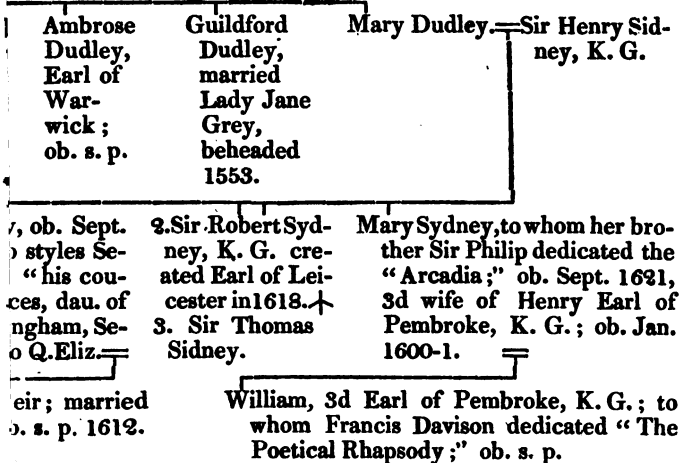 Ambrose
Dudley,
Earl of
War-
wick ;
ob. s. p.
Guildford
Dudley,
married
Lady Jane
Grey,
beheaded
1553.
Mary Dudley.=Sir Henry Sid-
ney, K. G.
y, ob. Sept.
styles Se-
"his cou-
ces, dau. of
ngham, Se-
o Q.Eliz.=
2.Sir Robert Syd-
ney, K. G. cre-
ated Earl of Lei-
cester in 1618.
3. Sir Thomas
Sidney.
Mary Sydney, to whom her bro-
ther Sir Philip dedicated the
"Arcadia;" ob. Sept. 1621,
3d wife of Henry Earl of
Pembroke, K. G.; ob. Jan.
1600-1. =
eir; married
s. p. 1612.
William, 3d Earl of Pembroke, K. G.; to
whom Francis Davison dedicated "The
Poetical Rhapsody;" ob. s. p.